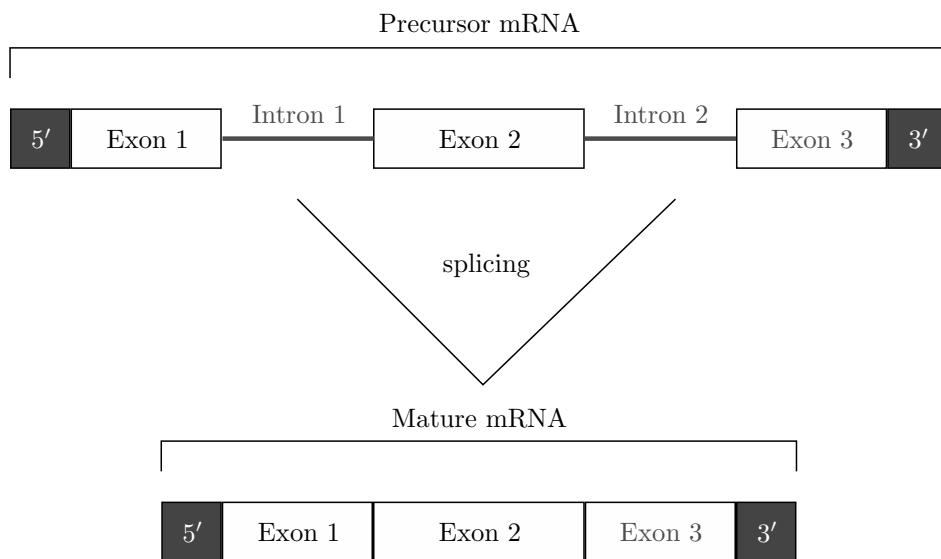 Precursor mRNA
Intron 1 Intron 2
5′ Exon 1 Exon 2 Exon 3 3′
splicing
Mature mRNA
5′ Exon 1 Exon 2 Exon 3 3′